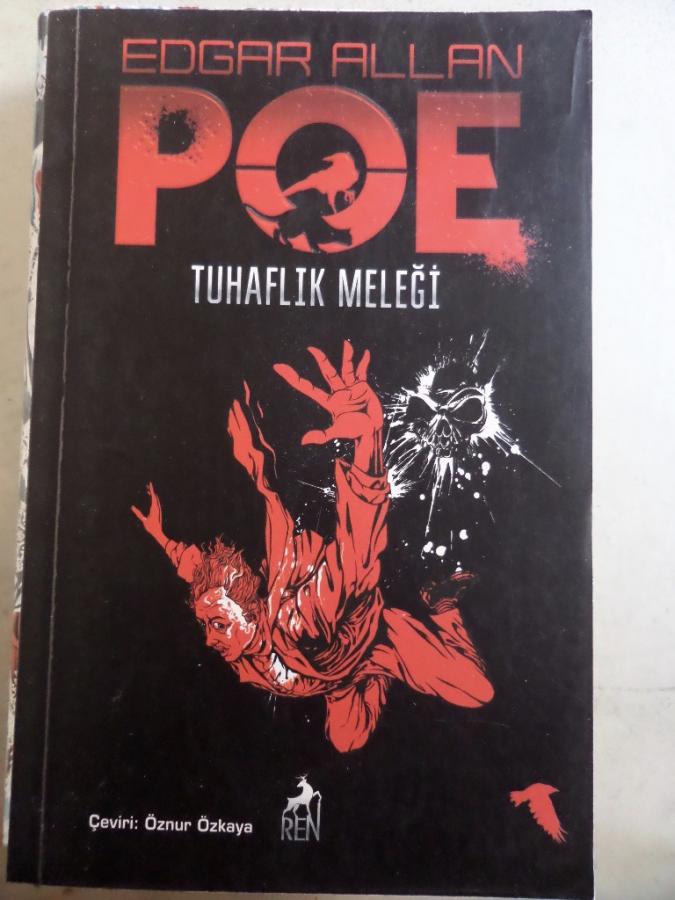 EDGAR ALLAN
POE
TUHAFLIK MELEĞİ
Çeviri: Öznur Özkaya
REN